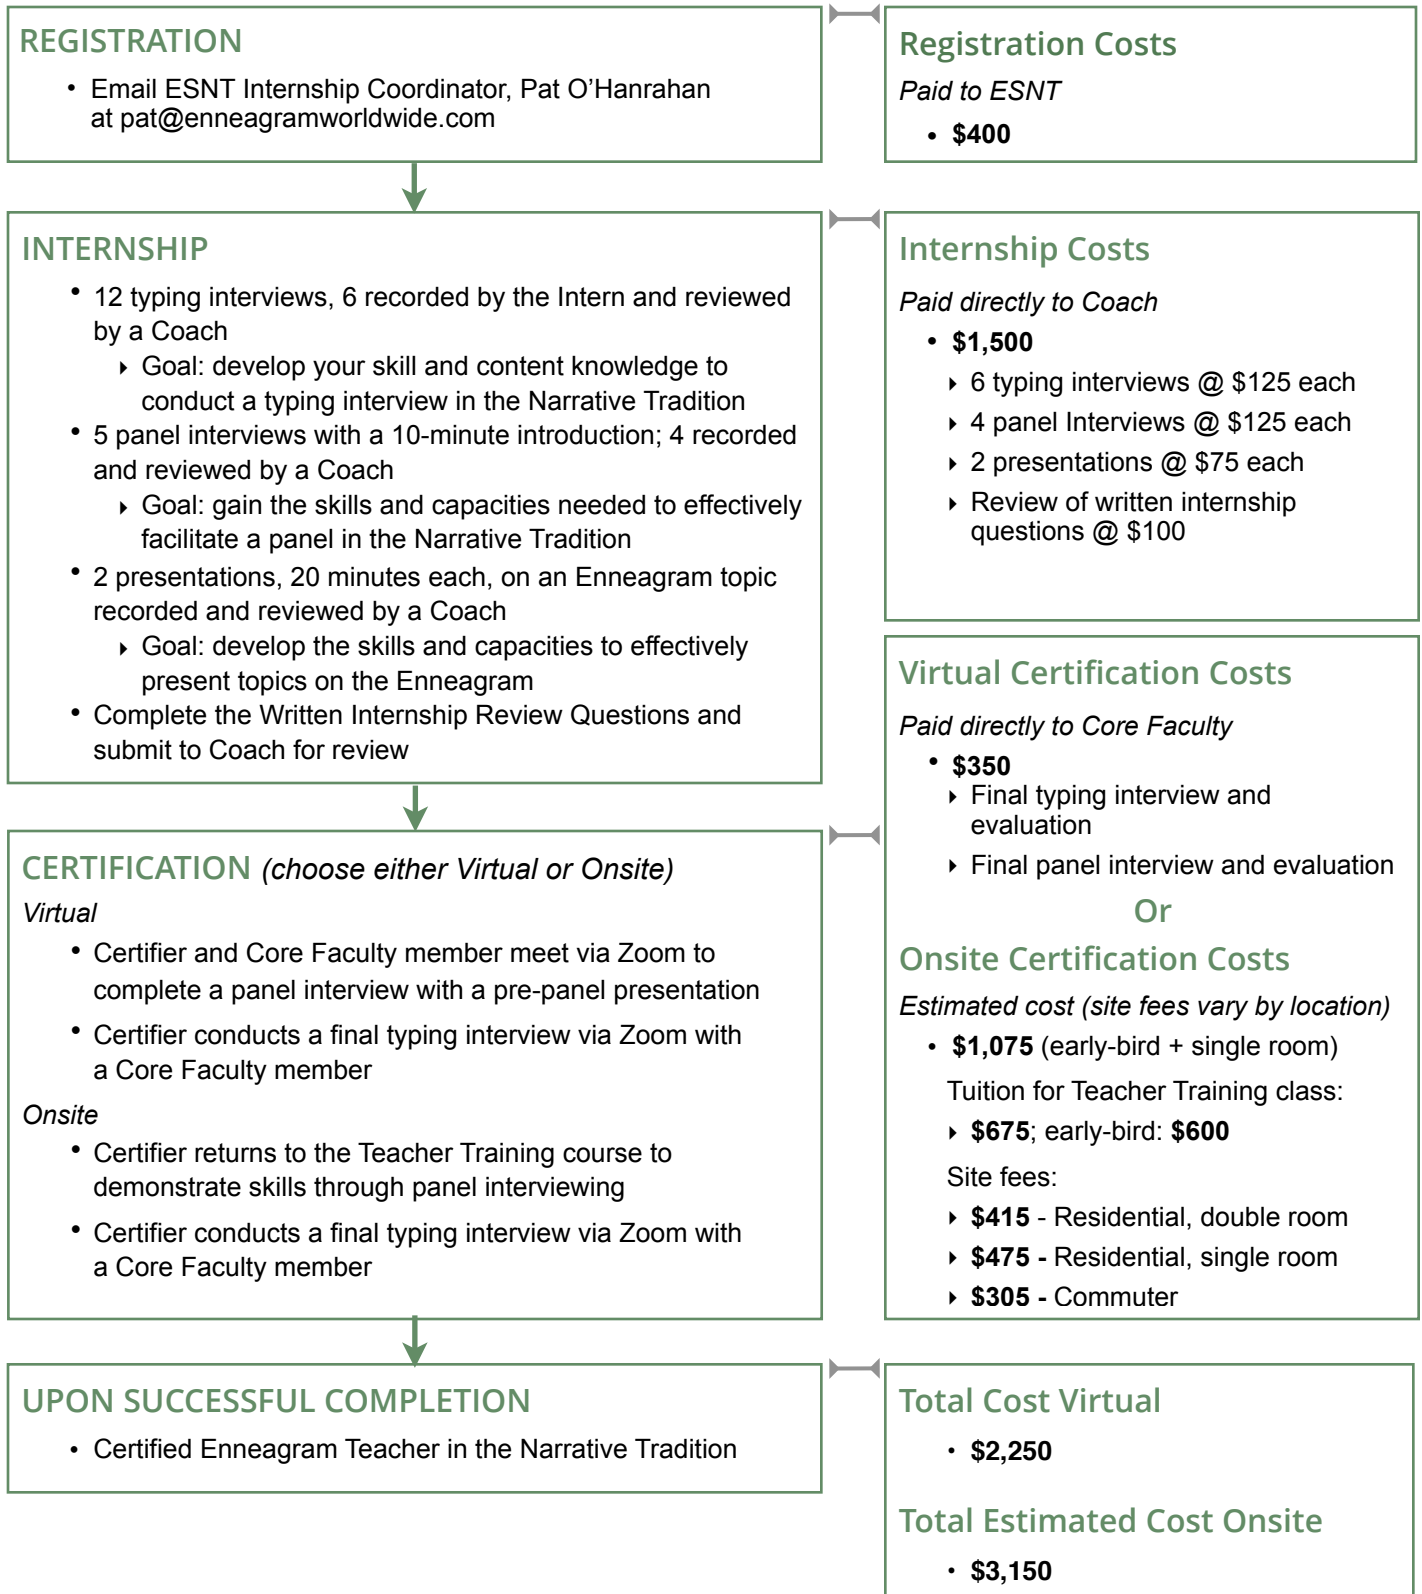 REGISTRATION
• Email ESNT Internship Coordinator, Pat O’Hanrahan
at pat@enneagramworldwide.com
Registration Costs
Paid to ESNT
• $400
INTERNSHIP
• 12 typing interviews, 6 recorded by the Intern and reviewed
by a Coach
‣ Goal: develop your skill and content knowledge to
conduct a typing interview in the Narrative Tradition
• 5 panel interviews with a 10-minute introduction; 4 recorded
and reviewed by a Coach
‣ Goal: gain the skills and capacities needed to effectively
facilitate a panel in the Narrative Tradition
• 2 presentations, 20 minutes each, on an Enneagram topic
recorded and reviewed by a Coach
‣ Goal: develop the skills and capacities to effectively
present topics on the Enneagram
• Complete the Written Internship Review Questions and
submit to Coach for review
Internship Costs
Paid directly to Coach
• $1,500
‣ 6 typing interviews @ $125 each
‣ 4 panel Interviews @ $125 each
‣ 2 presentations @ $75 each
‣ Review of written internship
questions @ $100
CERTIFICATION (choose either Virtual or Onsite)
Virtual
• Certifier and Core Faculty member meet via Zoom to
complete a panel interview with a pre-panel presentation
• Certifier conducts a final typing interview via Zoom with
a Core Faculty member
Onsite
• Certifier returns to the Teacher Training course to
demonstrate skills through panel interviewing
• Certifier conducts a final typing interview via Zoom with
a Core Faculty member
Virtual Certification Costs
Paid directly to Core Faculty
• $350
‣ Final typing interview and
evaluation
‣ Final panel interview and evaluation
Or
Onsite Certification Costs
Estimated cost (site fees vary by location)
• $1,075 (early-bird + single room)
Tuition for Teacher Training class:
‣ $675; early-bird: $600
Site fees:
‣ $415 - Residential, double room
‣ $475 - Residential, single room
‣ $305 - Commuter
UPON SUCCESSFUL COMPLETION
• Certified Enneagram Teacher in the Narrative Tradition
Total Cost Virtual
• $2,250
Total Estimated Cost Onsite
• $3,150